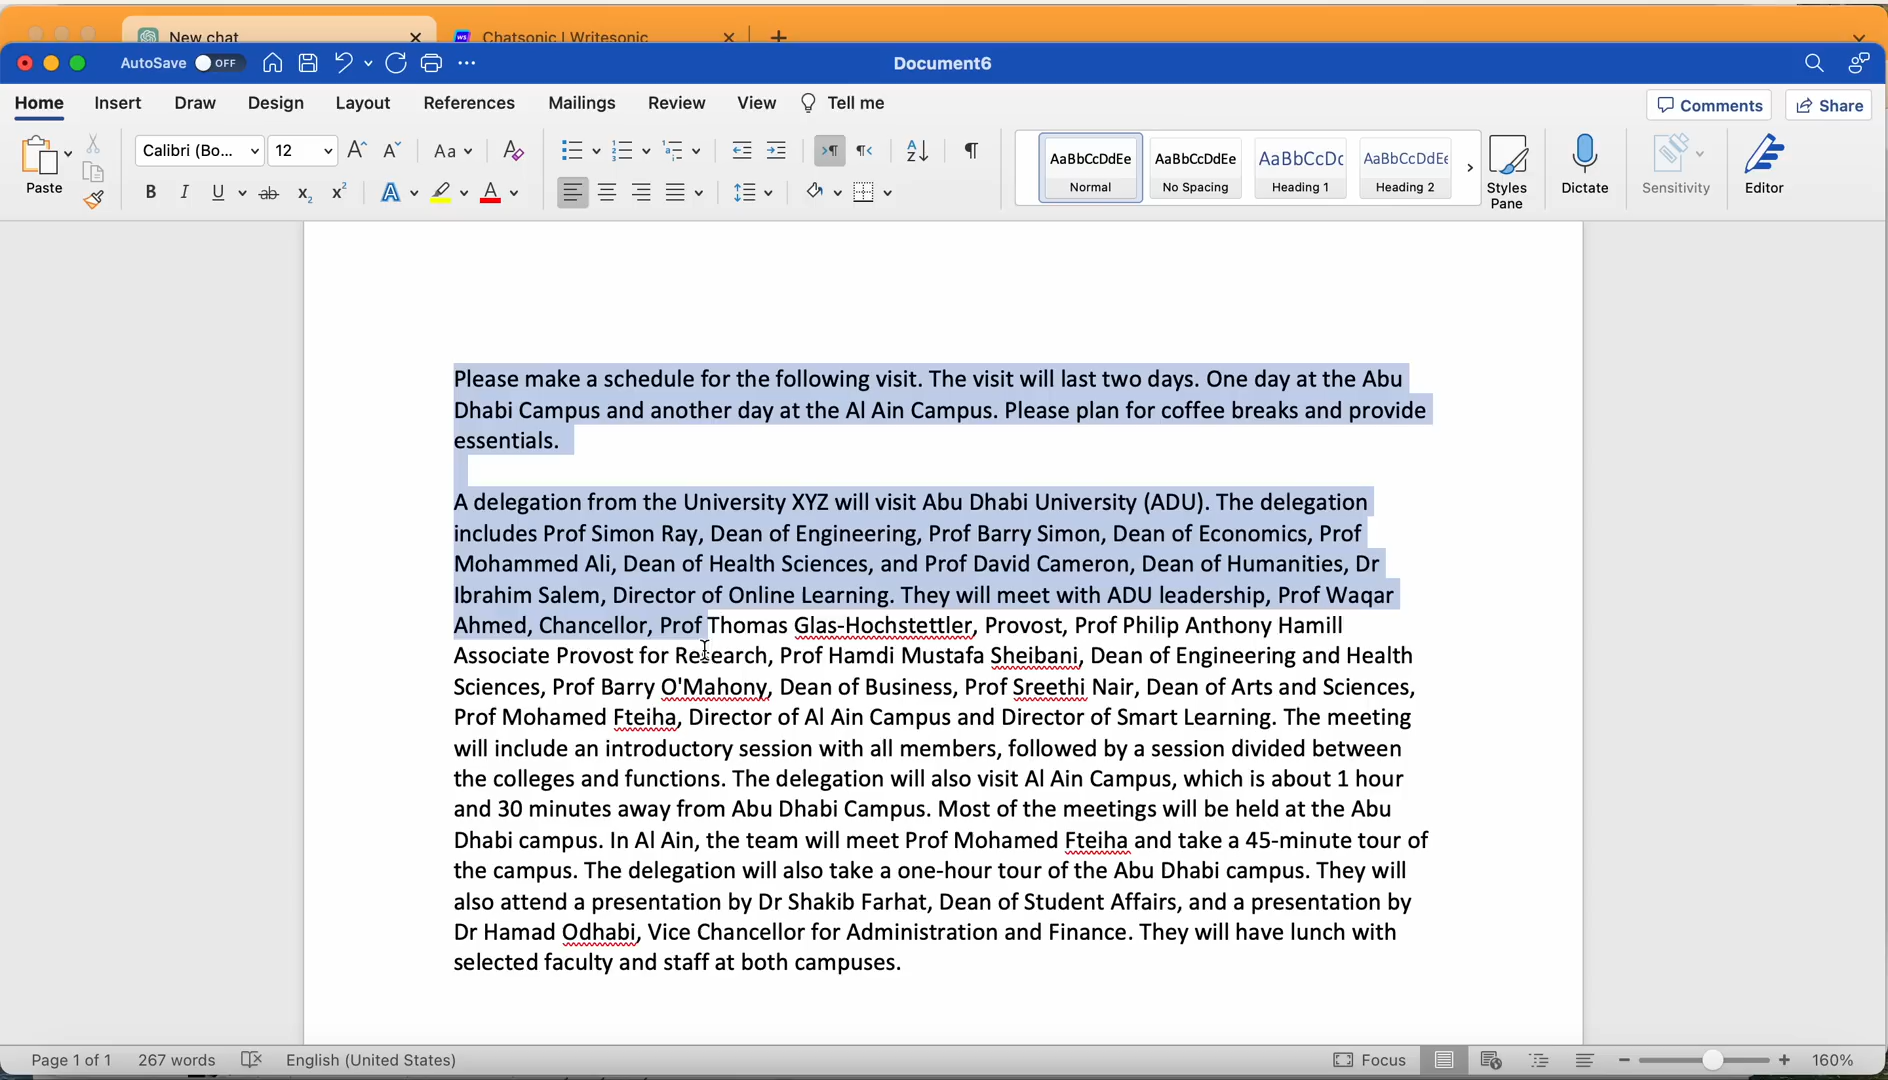 New chat
Chatsonic | Writesonic
AutoSave OFF
Document6
Home Insert Draw Design Layout References Mailings Review View Tell me
Comments Share
Paste
Calibri (Bo... 12
Aa
AaBbCcDdEe AaBbCcDdEe AaBbCcDc AaBbCcDdEe
Normal No Spacing Heading 1 Heading 2
Styles Pane
Dictate
Sensitivity
Editor
Please make a schedule for the following visit. The visit will last two days. One day at the Abu
Dhabi Campus and another day at the Al Ain Campus. Please plan for coffee breaks and provide
essentials.
A delegation from the University XYZ will visit Abu Dhabi University (ADU). The delegation
includes Prof Simon Ray, Dean of Engineering, Prof Barry Simon, Dean of Economics, Prof
Mohammed Ali, Dean of Health Sciences, and Prof David Cameron, Dean of Humanities, Dr
Ibrahim Salem, Director of Online Learning. They will meet with ADU leadership, Prof Waqar
Ahmed, Chancellor, Prof Thomas Glas-Hochstettler, Provost, Prof Philip Anthony Hamill
Associate Provost for Research, Prof Hamdi Mustafa Sheibani, Dean of Engineering and Health
Sciences, Prof Barry O'Mahony, Dean of Business, Prof Sreethi Nair, Dean of Arts and Sciences,
Prof Mohamed Fteiha, Director of Al Ain Campus and Director of Smart Learning. The meeting
will include an introductory session with all members, followed by a session divided between
the colleges and functions. The delegation will also visit Al Ain Campus, which is about 1 hour
and 30 minutes away from Abu Dhabi Campus. Most of the meetings will be held at the Abu
Dhabi campus. In Al Ain, the team will meet Prof Mohamed Fteiha and take a 45-minute tour of
the campus. The delegation will also take a one-hour tour of the Abu Dhabi campus. They will
also attend a presentation by Dr Shakib Farhat, Dean of Student Affairs, and a presentation by
Dr Hamad Odhabi, Vice Chancellor for Administration and Finance. They will have lunch with
selected faculty and staff at both campuses.
Page 1 of 1 267 words English (United States) Focus 160%